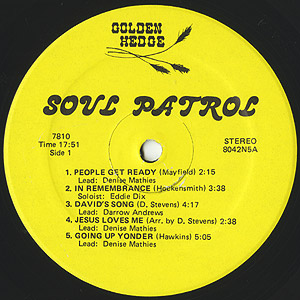 GOLDEN
HEDGE
SOUL PATROL
7810
Time 17:51
Side 1
STEREO
8042N5A
1. PEOPLE GET READY (Mayfield) 2:15
Lead: Denise Mathies
2. IN REMEMBRANCE (Hockensmith) 3:38
Soloist: Eddie Dix
3. DAVID'S SONG (D. Stevens) 4:17
Lead: Darrow Andrews
4. JESUS LOVES ME (Arr. by D. Stevens) 2:38
Lead: Denise Mathies
5. GOING UP YONDER (Hawkins) 5:05
Lead: Denise Mathies